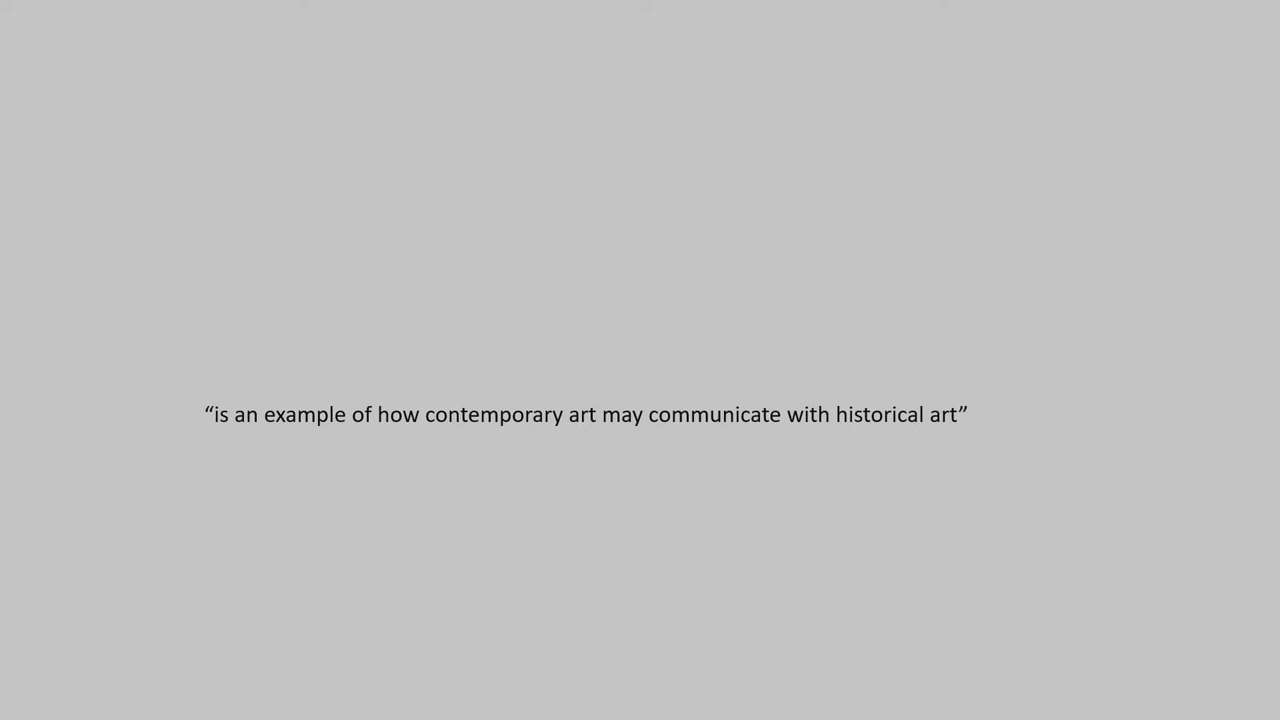 “is an example of how contemporary art may communicate with historical art”